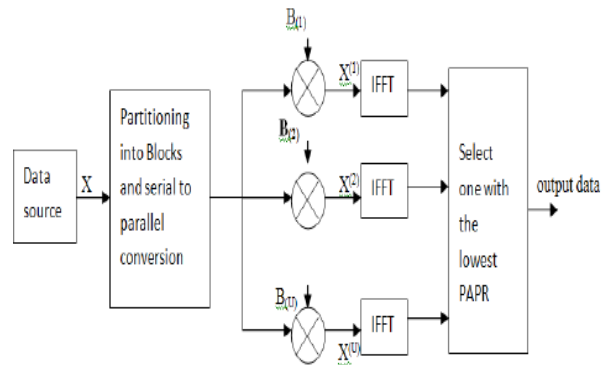 B(1)
X(1)
IFFT
Partitioning
into Blocks
and serial to
parallel
conversion
B(2)
Data
source
X
X(2)
IFFT
Select
one with
the
lowest
PAPR
output data
B(U)
IFFT
X(U)